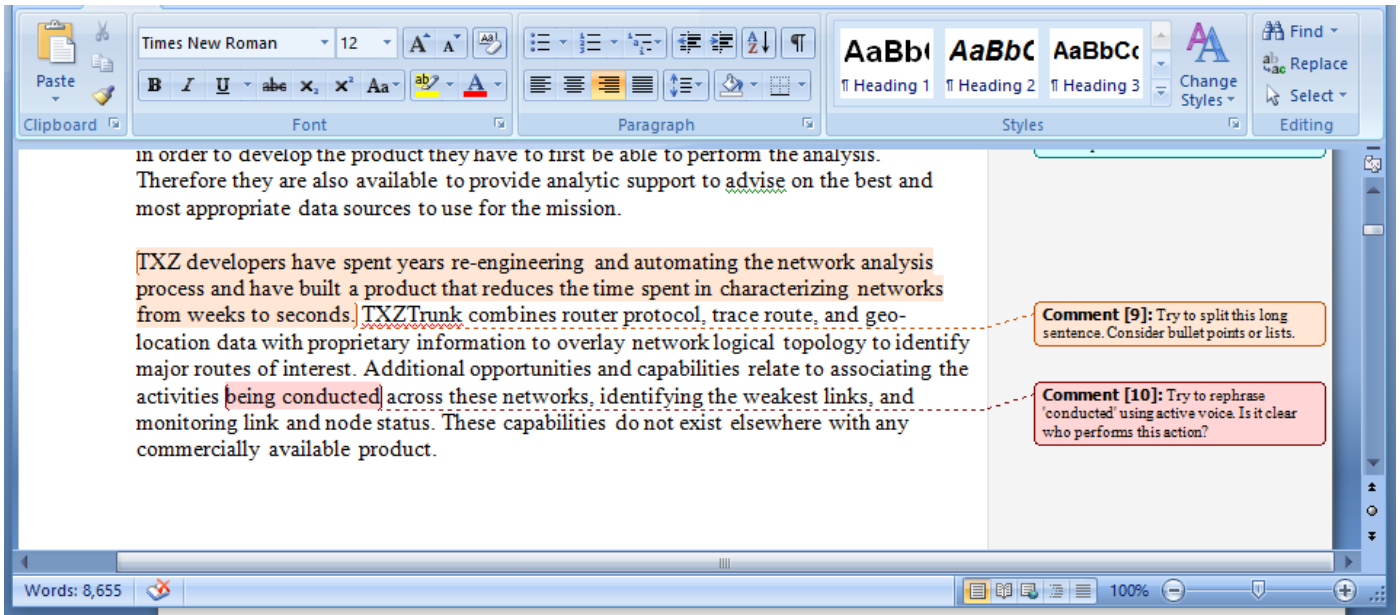 Times New Roman
12
Aa
Paste
B I U abe x₂ x² Aa ab A
AaBb AaBbC AaBbCc
¶ Heading 1 ¶ Heading 2 ¶ Heading 3
Change
Styles
Find
Replace
Select
Clipboard
Font
Paragraph
Styles
Editing
in order to develop the product they have to first be able to perform the analysis.
Therefore they are also available to provide analytic support to advise on the best and
most appropriate data sources to use for the mission.
TXZ developers have spent years re-engineering and automating the network analysis
process and have built a product that reduces the time spent in characterizing networks
from weeks to seconds. TXZTrunk combines router protocol, trace route, and geo-
location data with proprietary information to overlay network logical topology to identify
major routes of interest. Additional opportunities and capabilities relate to associating the
activities being conducted across these networks, identifying the weakest links, and
monitoring link and node status. These capabilities do not exist elsewhere with any
commercially available product.
Comment [9]: Try to split this long
sentence. Consider bullet points or lists.
Comment [10]: Try to rephrase
'conducted' using active voice. Is it clear
who performs this action?
Words: 8,655
100%